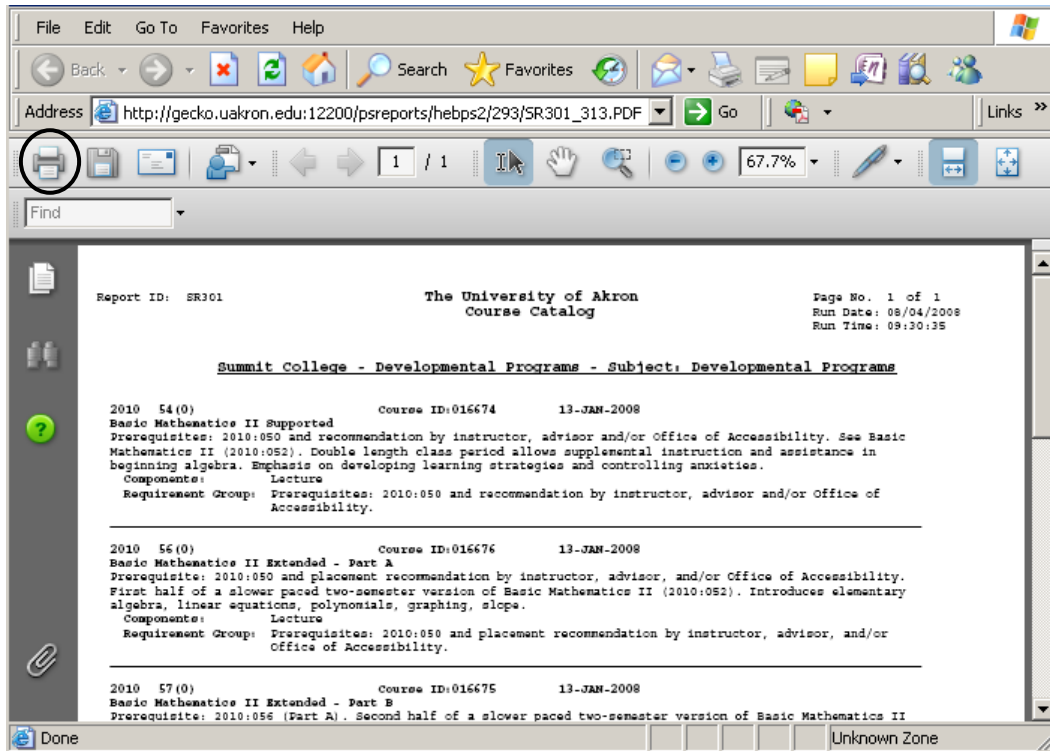 File Edit Go To Favorites Help
Back Search Favorites
Address http://gecko.uakron.edu:12200/psreports/hebps2/293/SR301_313.PDF Go Links »
1 / 1 67.7%
Find
Report ID: SR301 The University of Akron Page No. 1 of 1
Course Catalog Run Date: 08/04/2008
Run Time: 09:30:35
Summit College - Developmental Programs - Subject: Developmental Programs
2010 54(0) Course ID:016674 13-JAN-2008
Basic Mathematics II Supported
Prerequisites: 2010:050 and recommendation by instructor, advisor and/or Office of Accessibility. See Basic
Mathematics II (2010:052). Double length class period allows supplemental instruction and assistance in
beginning algebra. Emphasis on developing learning strategies and controlling anxieties.
Components: Lecture
Requirement Group: Prerequisites: 2010:050 and recommendation by instructor, advisor and/or Office of
Accessibility.
2010 56(0) Course ID:016676 13-JAN-2008
Basic Mathematics II Extended - Part A
Prerequisite: 2010:050 and placement recommendation by instructor, advisor, and/or Office of Accessibility.
First half of a slower paced two-semester version of Basic Mathematics II (2010:052). Introduces elementary
algebra, linear equations, polynomials, graphing, slope.
Components: Lecture
Requirement Group: Prerequisites: 2010:050 and placement recommendation by instructor, advisor, and/or
Office of Accessibility.
2010 57(0) Course ID:016675 13-JAN-2008
Basic Mathematics II Extended - Part B
Prerequisite: 2010:056 (Part A). Second half of a slower paced two-semester version of Basic Mathematics II
Done Unknown Zone